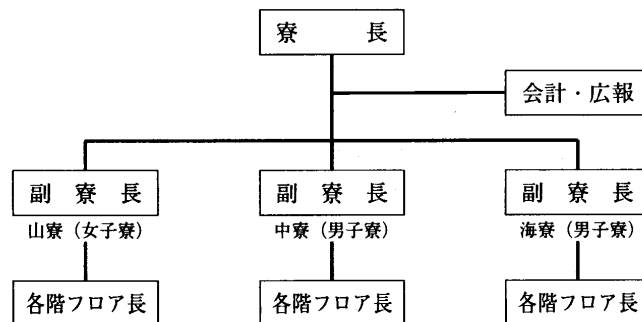 寮　長
会計・広報
副　寮　長
副　寮　長
副　寮　長
山寮（女子寮）
中寮（男子寮）
海寮（男子寮）
各階フロア長
各階フロア長
各階フロア長